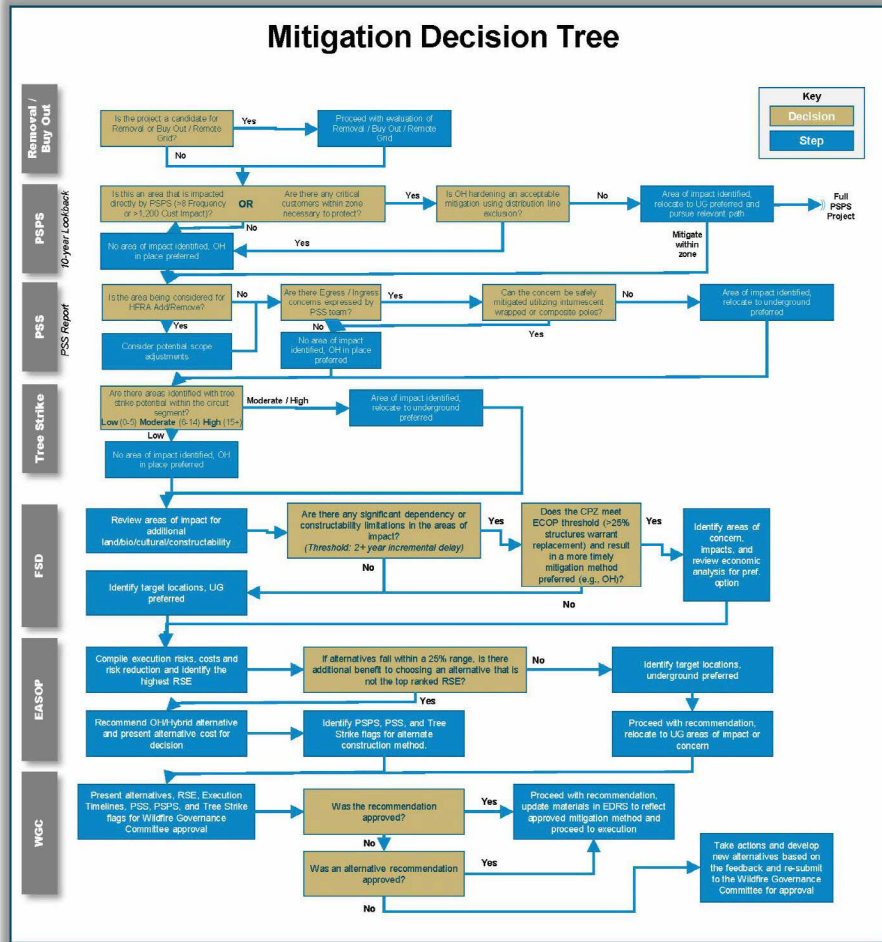 Mitigation Decision Tree
Key
Decision
Step
Removal /
Buy Out
Is the project a candidate for
Removal or Buy Out / Remote
Grid?
Yes
Proceed with evaluation of
Removal / Buy Out / Remote
Grid
No
PSPS
10-year Lookback
Is this an area that is impacted
directly by PSPS (>8 Frequency
or >1,200 Cust Impact)?
OR
Are there any critical
customers within zone
necessary to protect?
Yes
Is OH hardening an acceptable
mitigation using distribution line
exclusion?
No
Area of impact identified,
relocate to UG preferred and
pursue relevant path
Full
PSPS
Project
No
Yes
Mitigate
within
zone
No area of impact identified, OH
in place preferred
PSS
PSS Report
Is the area being considered for
HFRA Add/Remove?
No
Are there Egress / Ingress
concerns expressed by
PSS team?
Yes
Can the concern be safely
mitigated utilizing intumescent
wrapped or composite poles?
No
Area of impact identified,
relocate to underground
preferred
Yes
No
Yes
Consider potential scope
adjustments
No area of impact
identified, OH in place
preferred
Tree Strike
Are there areas identified with tree
strike potential within the circuit
segment?
Low (0-5) Moderate (6-14) High (15+)
Moderate / High
Area of impact identified,
relocate to underground
preferred
Low
No area of impact identified, OH
in place preferred
FSD
Review areas of impact for
additional
land/bio/cultural/constructability
Are there any significant dependency or
constructability limitations in the areas of
impact?
(Threshold: 2+ year incremental delay)
Yes
Does the CPZ meet
ECOP threshold (>25%
structures warrant
replacement) and result
in a more timely
mitigation method
preferred (e.g., OH)?
Yes
Identify areas of
concern,
impacts, and
review economic
analysis for pref.
option
No
No
Identify target locations, UG
preferred
EASOP
Compile execution risks, costs and
risk reduction and Identify the
highest RSE
If alternatives fall within a 25% range, is there
additional benefit to choosing an alternative that
is not the top ranked RSE?
No
Identify target locations,
underground preferred
Yes
Recommend OH/Hybrid alternative
and present alternative cost for
decision
Identify PSPS, PSS, and Tree
Strike flags for alternate
construction method.
Proceed with recommendation,
relocate to UG areas of impact or
concern
WGC
Present alternatives, RSE, Execution
Timelines, PSS, PSPS, and Tree Strike
flags for Wildfire Governance
Committee approval
Was the recommendation
approved?
Yes
Proceed with recommendation,
update materials in EDRS to reflect
approved mitigation method and
proceed to execution
No
Was an alternative recommendation
approved?
Yes
No
Take actions and develop
new alternatives based on
the feedback and re-submit
to the Wildfire Governance
Committee for approval